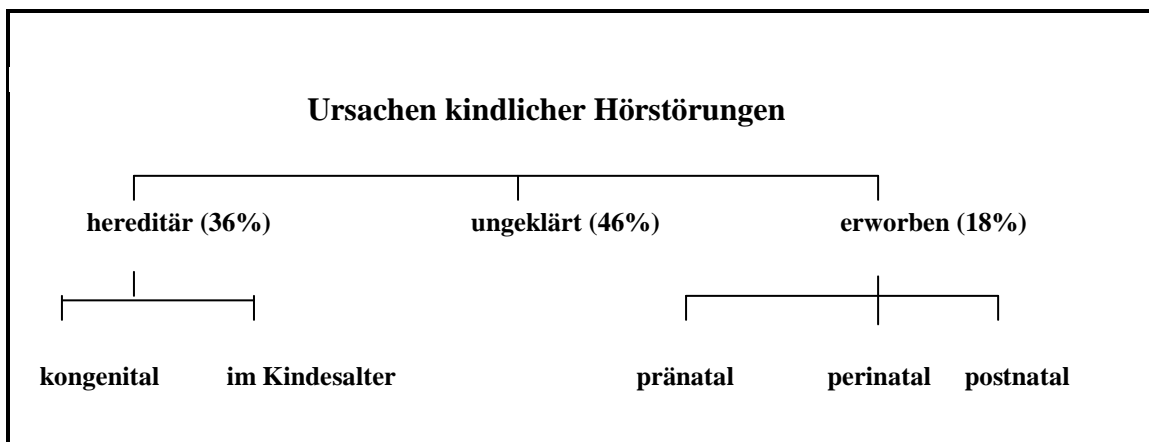 Ursachen kindlicher Hörstörungen
hereditär (36%) ungeklärt (46%) erworben (18%)
kongenital im Kindesalter pränatal perinatal postnatal